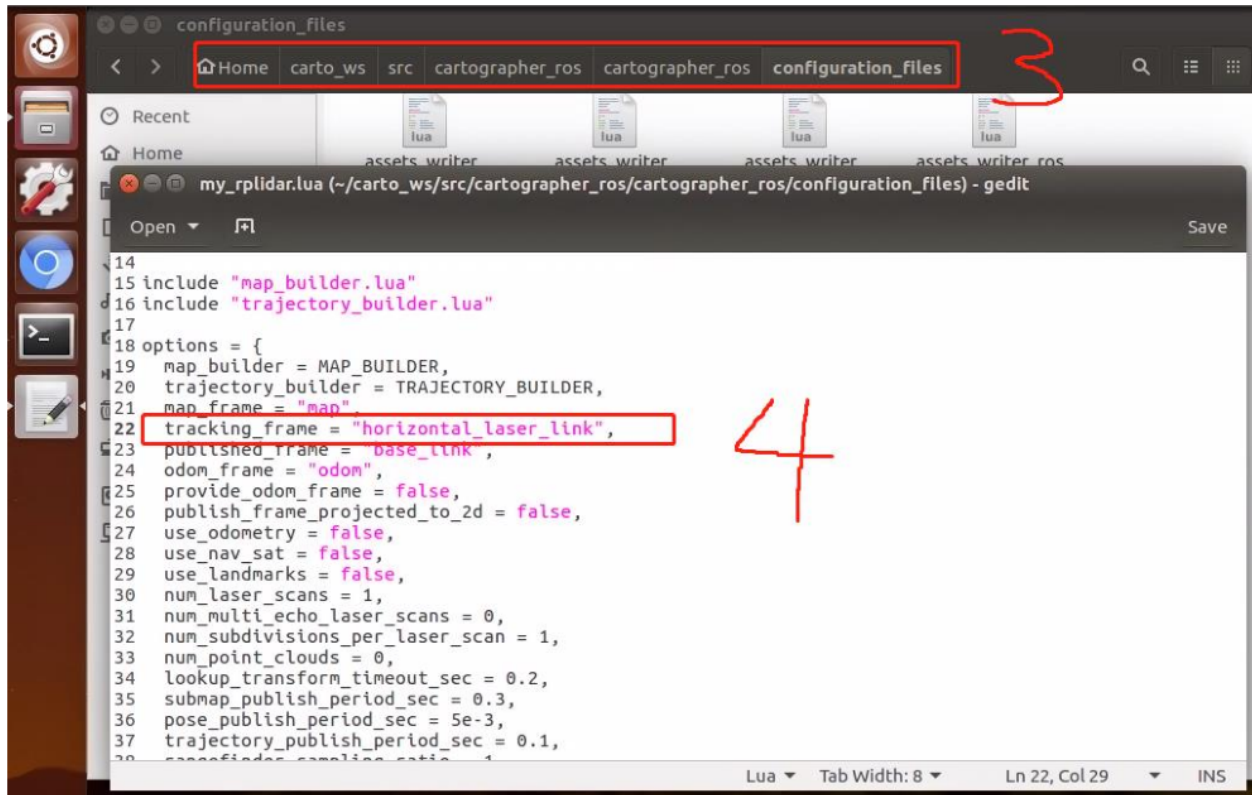 configuration_files
Home carto_ws src cartographer_ros cartographer_ros configuration_files
3
Recent
Home
lua lua lua lua
assets_writer assets_writer assets_writer assets_writer_ros
my_rplidar.lua (~/carto_ws/src/cartographer_ros/cartographer_ros/configuration_files) - gedit
Open Save
14
15 include "map_builder.lua"
16 include "trajectory_builder.lua"
17
18 options = {
19 map_builder = MAP_BUILDER,
20 trajectory_builder = TRAJECTORY_BUILDER,
21 map_frame = "map",
22 tracking_frame = "horizontal_laser_link",
4
23 published_frame = "base_link",
24 odom_frame = "odom",
25 provide_odom_frame = false,
26 publish_frame_projected_to_2d = false,
27 use_odometry = false,
28 use_nav_sat = false,
29 use_landmarks = false,
30 num_laser_scans = 1,
31 num_multi_echo_laser_scans = 0,
32 num_subdivisions_per_laser_scan = 1,
33 num_point_clouds = 0,
34 lookup_transform_timeout_sec = 0.2,
35 submap_publish_period_sec = 0.3,
36 pose_publish_period_sec = 5e-3,
37 trajectory_publish_period_sec = 0.1,
Lua Tab Width: 8 Ln 22, Col 29 INS